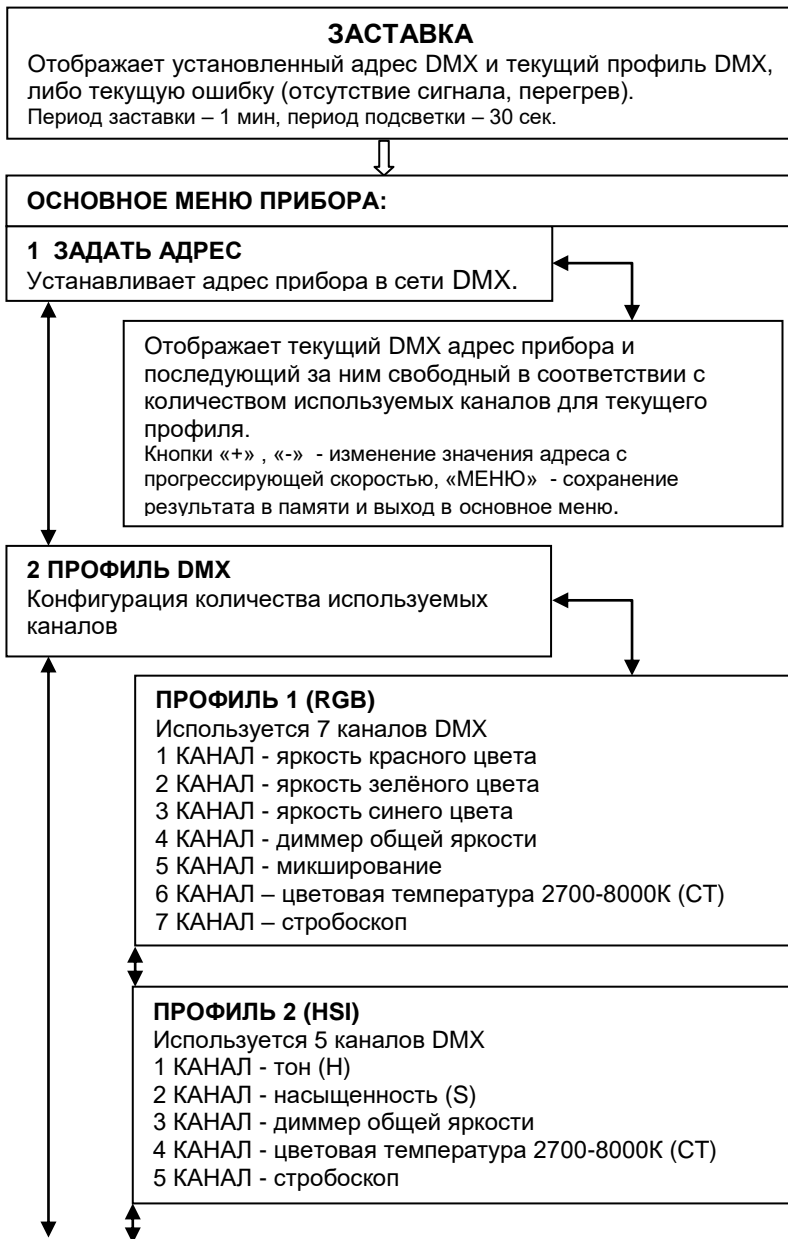 ЗАСТАВКА
Отображает установленный адрес DMX и текущий профиль DMX,
либо текущую ошибку (отсутствие сигнала, перегрев).
Период заставки – 1 мин, период подсветки – 30 сек.
ОСНОВНОЕ МЕНЮ ПРИБОРА:
1 ЗАДАТЬ АДРЕС
Устанавливает адрес прибора в сети DMX.
Отображает текущий DMX адрес прибора и
последующий за ним свободный в соответствии с
количеством используемых каналов для текущего
профиля.
Кнопки «+» , «-» - изменение значения адреса с
прогрессирующей скоростью, «МЕНЮ» - сохранение
результата в памяти и выход в основное меню.
2 ПРОФИЛЬ DMX
Конфигурация количества используемых
каналов
ПРОФИЛЬ 1 (RGB)
Используется 7 каналов DMX
1 КАНАЛ - яркость красного цвета
2 КАНАЛ - яркость зелёного цвета
3 КАНАЛ - яркость синего цвета
4 КАНАЛ - диммер общей яркости
5 КАНАЛ - микширование
6 КАНАЛ – цветовая температура 2700-8000К (СТ)
7 КАНАЛ – стробоскоп
ПРОФИЛЬ 2 (HSI)
Используется 5 каналов DMX
1 КАНАЛ - тон (H)
2 КАНАЛ - насыщенность (S)
3 КАНАЛ - диммер общей яркости
4 КАНАЛ - цветовая температура 2700-8000К (СТ)
5 КАНАЛ - стробоскоп